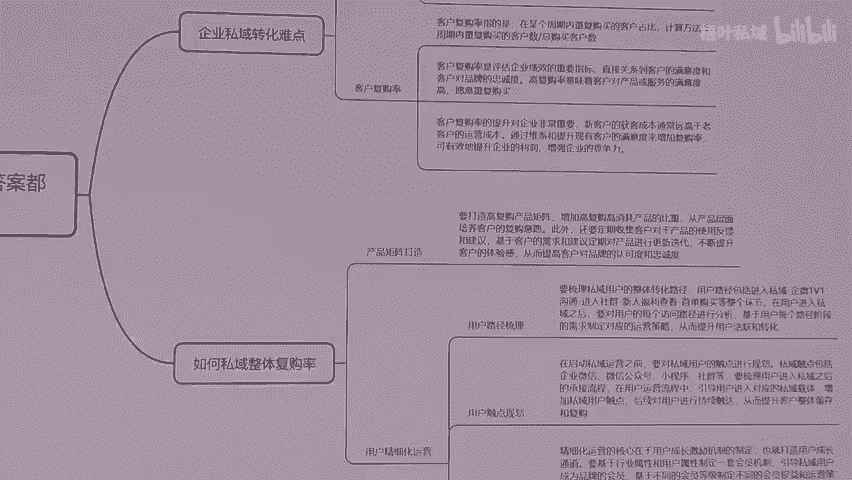 企业私域转化难点
客户复购率指的是，在某个周期内重复购买的客户占比，计算方法
周期内重复购买的客户数/总购买客户数
客户复购率是评估企业绩效的重要指标，直接关系到客户的满意度和
客户对品牌的忠诚度。高复购率意味着客户对产品或服务的满意度
高，愿意重复购买
客户复购率
客户复购率的提升对企业非常重要，新客户的获客成本通常远高于老
客户的运营成本。通过维系和提升现有客户的满意度来增加复购率，
可有效地提升企业的利润，增强企业的竞争力。
答案都
要打造高复购产品矩阵，增加高复购高消耗产品的比重，从产品层面
培养客户的复购意愿。此外，还要定期收集客户对于产品的使用反馈
和建议，基于客户的需求和建议定期对产品进行更新迭代，不断提升
客户的体验感，从而提高客户对品牌的认可度和忠诚度
产品矩阵打造
要梳理私域用户的整体转化路径，用户路径包括进入私域-企微1V1
沟通-进入社群-新人福利查看-首单购买等整个环节。在用户进入私
域之后，要对用户的每个访问路径进行分析，基于用户每个路径阶段
的需求制定对应的运营策略，从而提升用户活跃和转化
用户路径梳理
如何私域整体复购率
在启动私域运营之前，要对私域用户的触点进行规划。私域触点包括
企业微信、微信公众号、小程序、社群等，要梳理用户进入私域之后
的承接流程，在用户运营流程中，引导用户进入对应的私域载体，增
加私域用户触点，后续对用户进行持续触达，从而提升客户整体留存
和复购
用户触点规划
用户精细化运营
精细化运营的核心在于用户成长激励机制的制定，也就打造用户成长
通道。要基于行业属性和用户属性制定一套会员机制，引导私域用户
成为品牌的会员，基于不同的会员等级制定不同的会员权益和运营策
bilibili